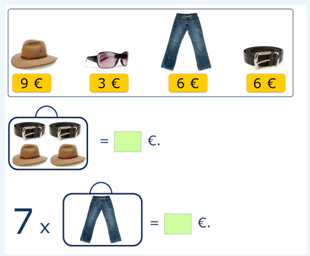 9 € 3 € 6 € 6 €
= €.
7 x = €.